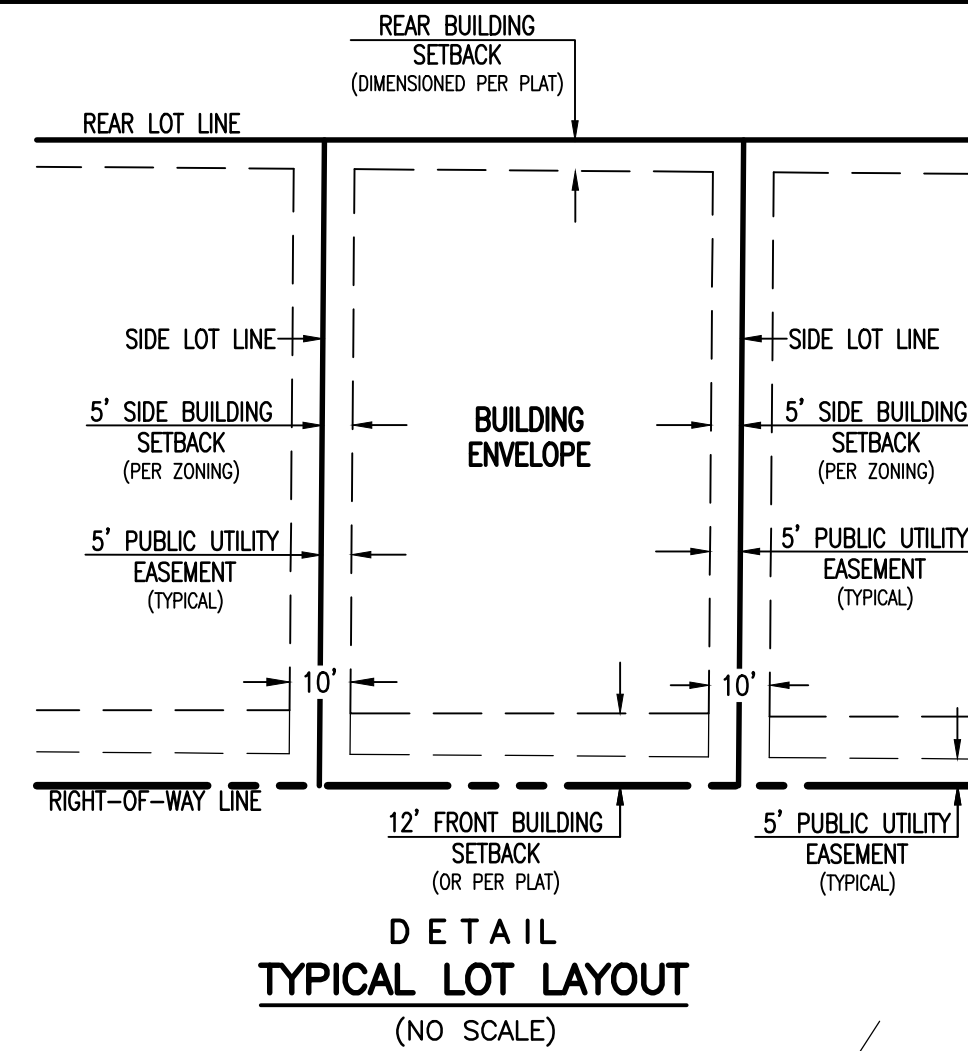 REAR BUILDING
SETBACK
(DIMENSIONED PER PLAT)
REAR LOT LINE
SIDE LOT LINE
SIDE LOT LINE
5' SIDE BUILDING
SETBACK
(PER ZONING)
BUILDING
ENVELOPE
5' SIDE BUILDING
SETBACK
(PER ZONING)
5' PUBLIC UTILITY
EASEMENT
(TYPICAL)
5' PUBLIC UTILITY
EASEMENT
(TYPICAL)
10'
10'
RIGHT-OF-WAY LINE
12' FRONT BUILDING
SETBACK
(OR PER PLAT)
5' PUBLIC UTILITY
EASEMENT
(TYPICAL)
DETAIL
TYPICAL LOT LAYOUT
(NO SCALE)